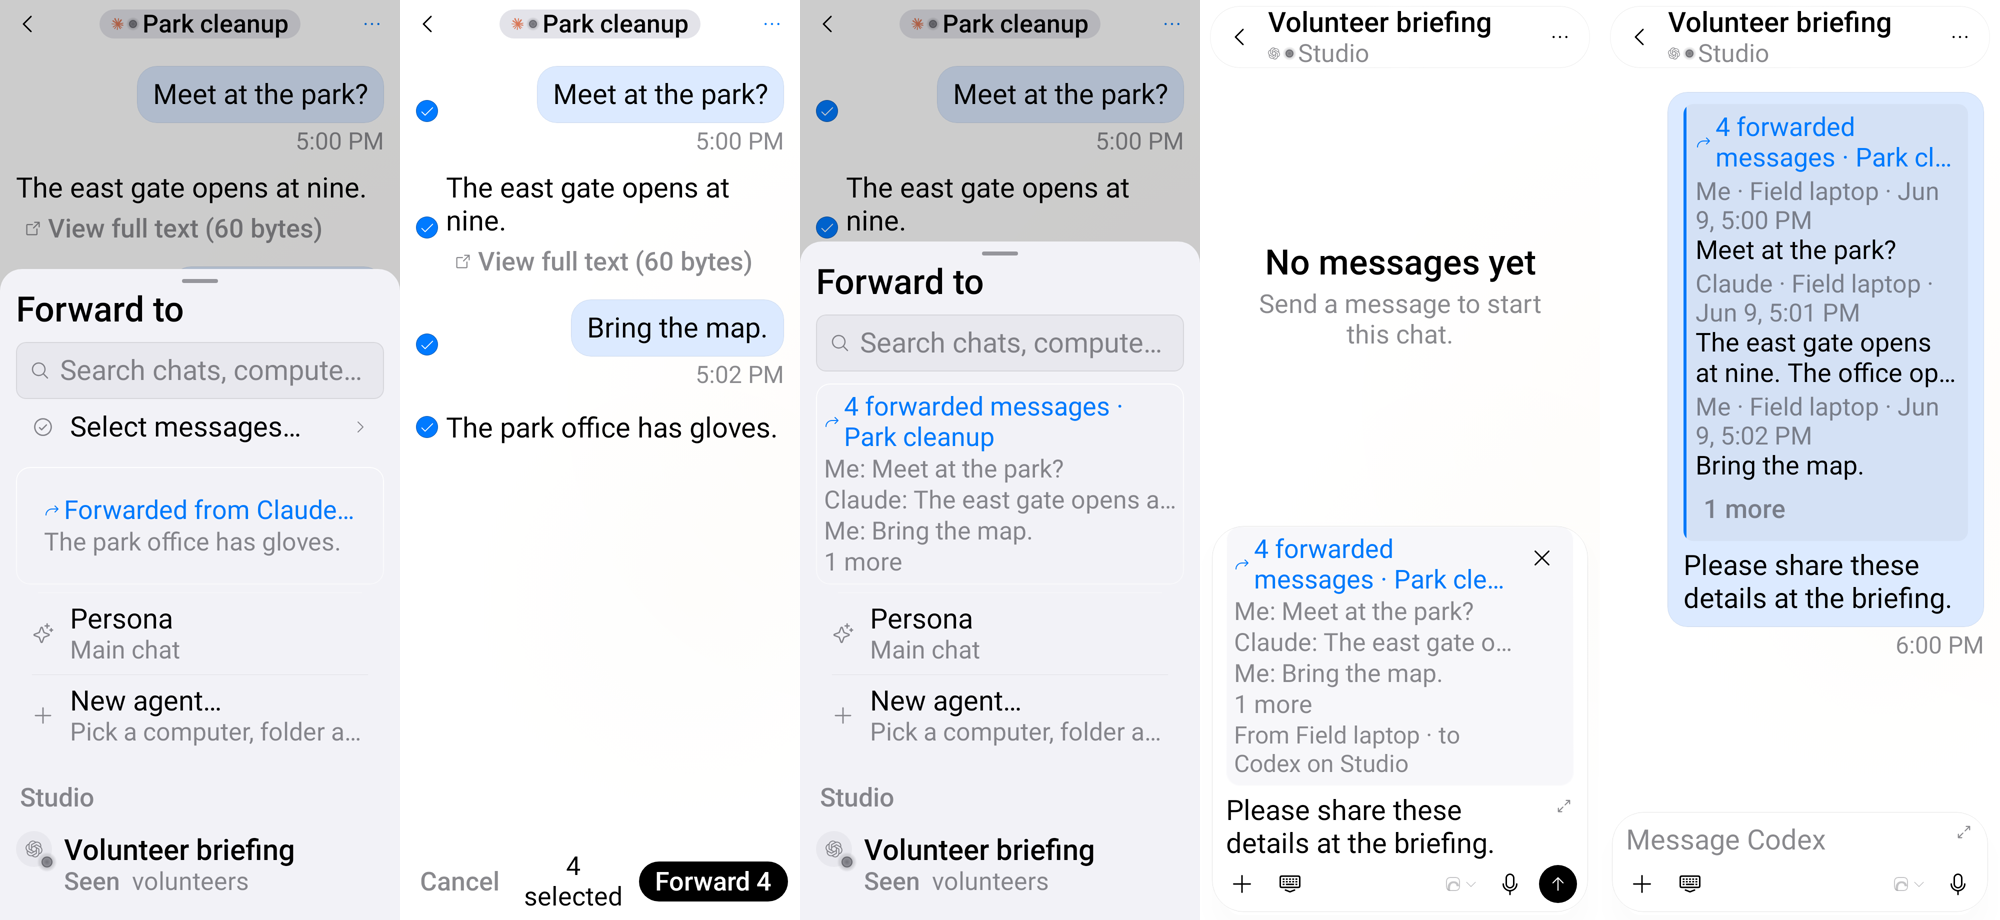 Park cleanup
Meet at the park?
5:00 PM
The east gate opens at nine.
View full text (60 bytes)
Forward to
Search chats, compute...
Select messages...
Forwarded from Claude...
The park office has gloves.
Persona
Main chat
New agent...
Pick a computer, folder a...
Studio
Volunteer briefing
Seen volunteers
Park cleanup
Meet at the park?
5:00 PM
The east gate opens at
nine.
View full text (60 bytes)
Bring the map.
5:02 PM
The park office has gloves.
Cancel
4
selected
Forward 4
Park cleanup
Meet at the park?
5:00 PM
The east gate opens at
nine.
Forward to
Search chats, compute...
4 forwarded messages ·
Park cleanup
Me: Meet at the park?
Claude: The east gate opens a...
Me: Bring the map.
1 more
Persona
Main chat
New agent...
Pick a computer, folder a...
Studio
Volunteer briefing
Seen volunteers
Volunteer briefing
Studio
No messages yet
Send a message to start
this chat.
4 forwarded
messages · Park cle...
Me: Meet at the park?
Claude: The east gate o...
Me: Bring the map.
1 more
From Field laptop · to
Codex on Studio
Please share these
details at the briefing.
Volunteer briefing
Studio
4 forwarded
messages · Park cl...
Me · Field laptop · Jun
9, 5:00 PM
Meet at the park?
Claude · Field laptop ·
Jun 9, 5:01 PM
The east gate opens
at nine. The office op...
Me · Field laptop · Jun
9, 5:02 PM
Bring the map.
1 more
Please share these
details at the briefing.
6:00 PM
Message Codex